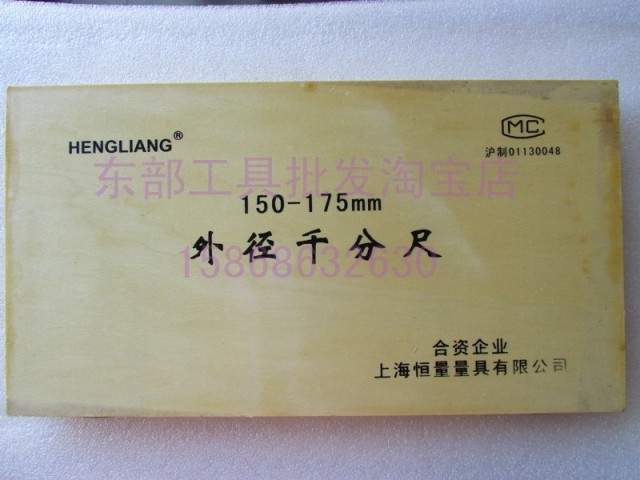 HENGLIANG®
MC
沪制01130048
东部工具批发淘宝店
150-175mm
外径千分尺
15868632630
合资企业
上海恒量量具有限公司